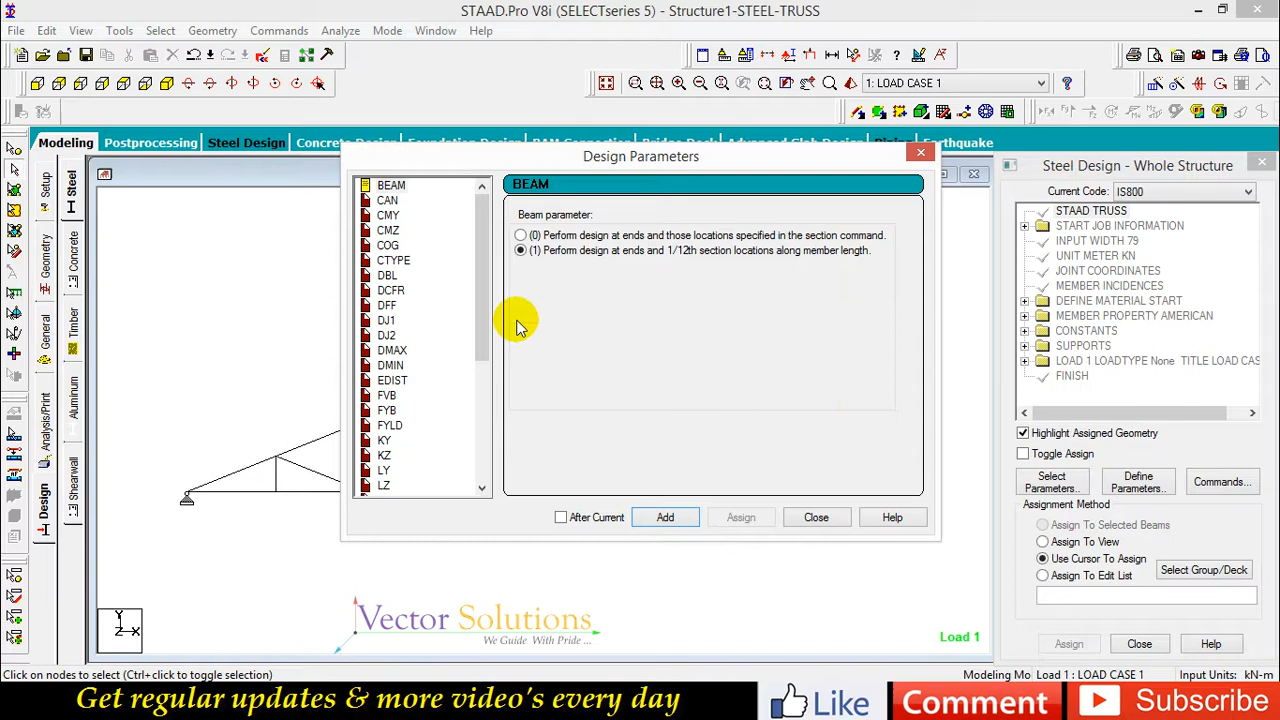 STAAD.Pro V8i (SELECTseries 5) - Structure1-STEEL-TRUSS
File Edit View Tools Select Geometry Commands Analyze Mode Window Help
1: LOAD CASE 1
Modeling Postprocessing Steel Design
Earthquake
Design Parameters
BEAM
CAN
CMY
CMZ
COG
CTYPE
DBL
DCFR
DFF
DJ1
DJ2
DMAX
DMIN
EDIST
FVB
FYB
FYLD
KY
KZ
LY
LZ
BEAM
Beam parameter:
(0) Perform design at ends and those locations specified in the section command.
(1) Perform design at ends and 1/12th section locations along member length.
After Current Add Assign Close Help
Steel Design - Whole Structure
Current Code: IS800
STAAD TRUSS
START JOB INFORMATION
INPUT WIDTH 79
UNIT METER KN
JOINT COORDINATES
MEMBER INCIDENCES
DEFINE MATERIAL START
MEMBER PROPERTY AMERICAN
CONSTANTS
SUPPORTS
LOAD 1 LOADTYPE None TITLE LOAD CAS
FINISH
Highlight Assigned Geometry
Toggle Assign
Select Parameters.. Define Parameters.. Commands...
Assignment Method
Assign To Selected Beams
Assign To View
Use Cursor To Assign
Assign To Edit List
Select Group/Deck
Assign Close Help
Setup
Geometry
General
Analysis/Print
Design
Steel
Concrete
Timber
Aluminum
Shearwall
Y
Z X
Vector Solutions
We Guide With Pride ...
Load 1
Click on nodes to select (Ctrl+click to toggle selection)
Modeling Mo Load 1 : LOAD CASE 1 Input Units: kN-m
Get regular updates & more video's every day
Like
Comment
Subscribe